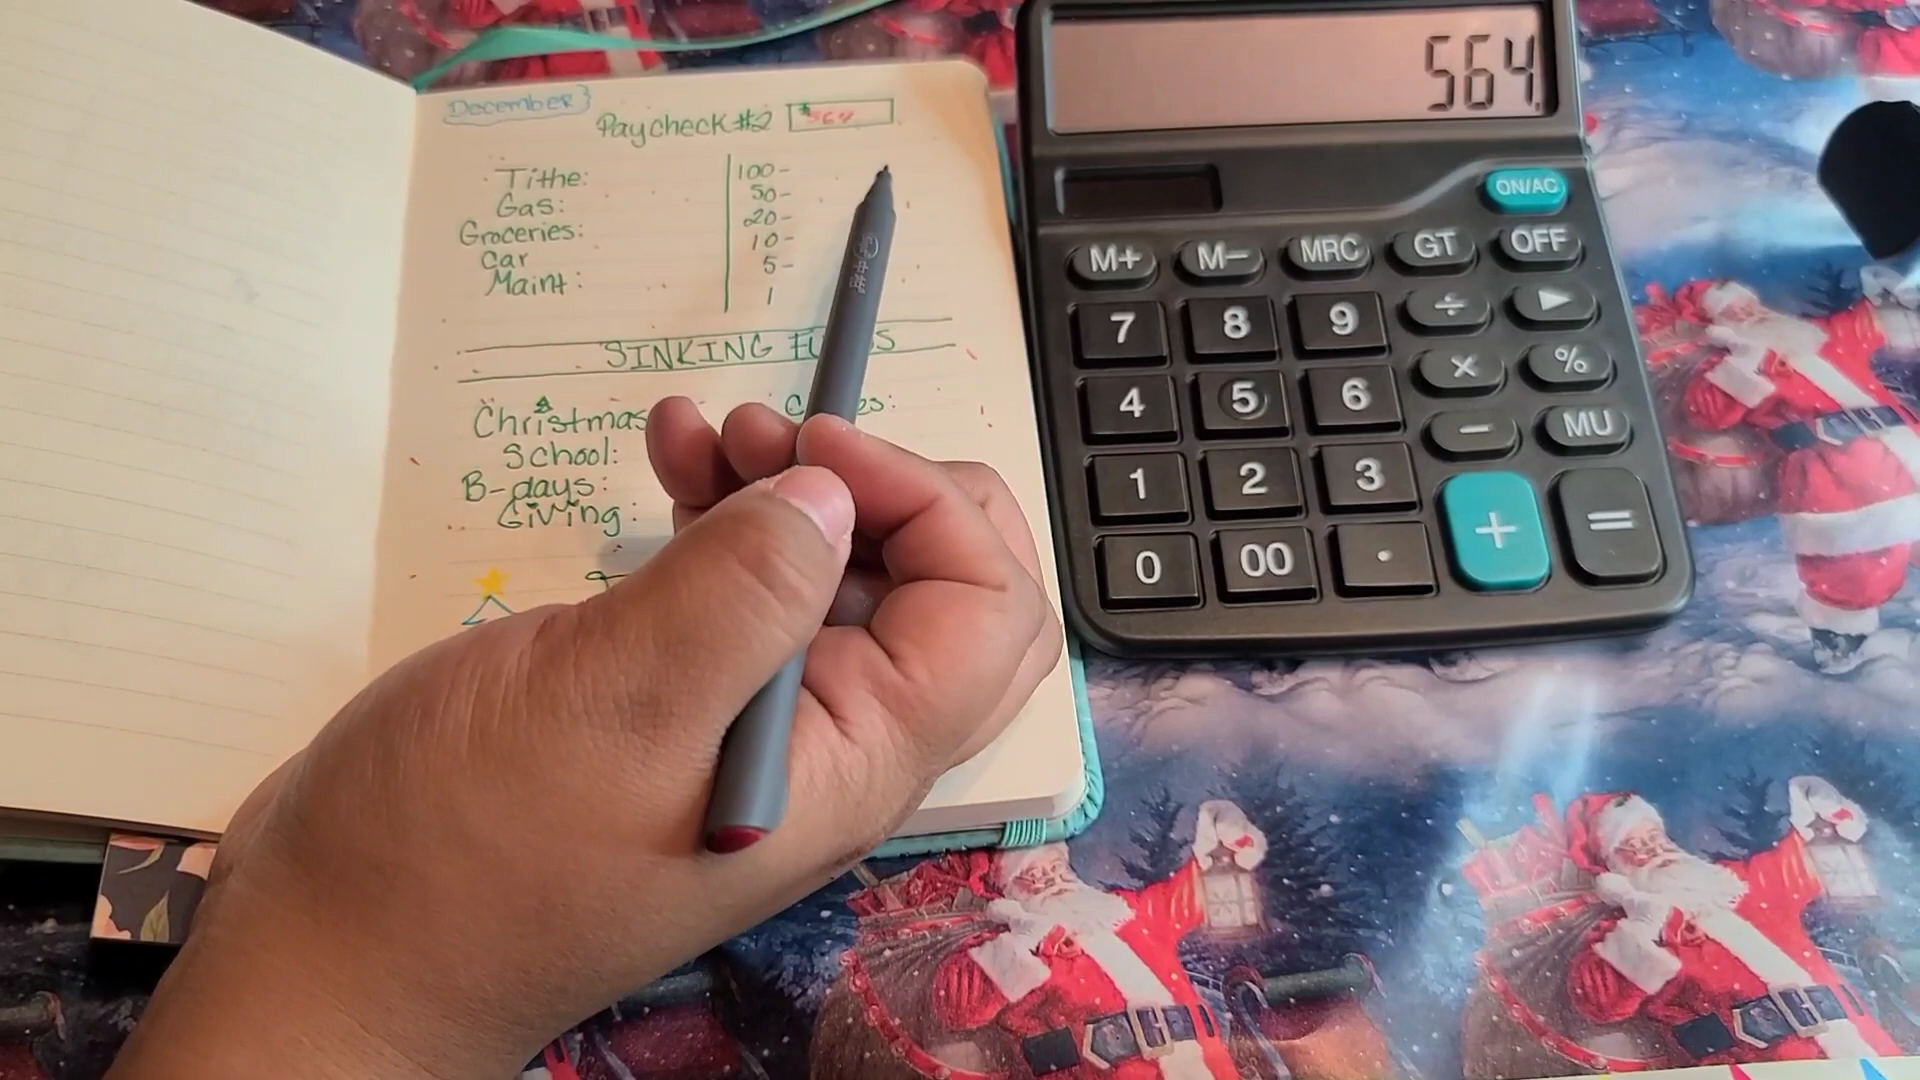 December
Paycheck #2 $564
Tithe:
Gas:
Groceries:
Car
Maint:
100-
50-
20-
10-
5-
1
SINKING
Christmas
School:
B-days:
Giving:
564.
ON/AC
M+ M− MRC GT OFF
7 8 9 ÷ ▶
4 5 6 × %
1 2 3 − MU
0 00 . + =